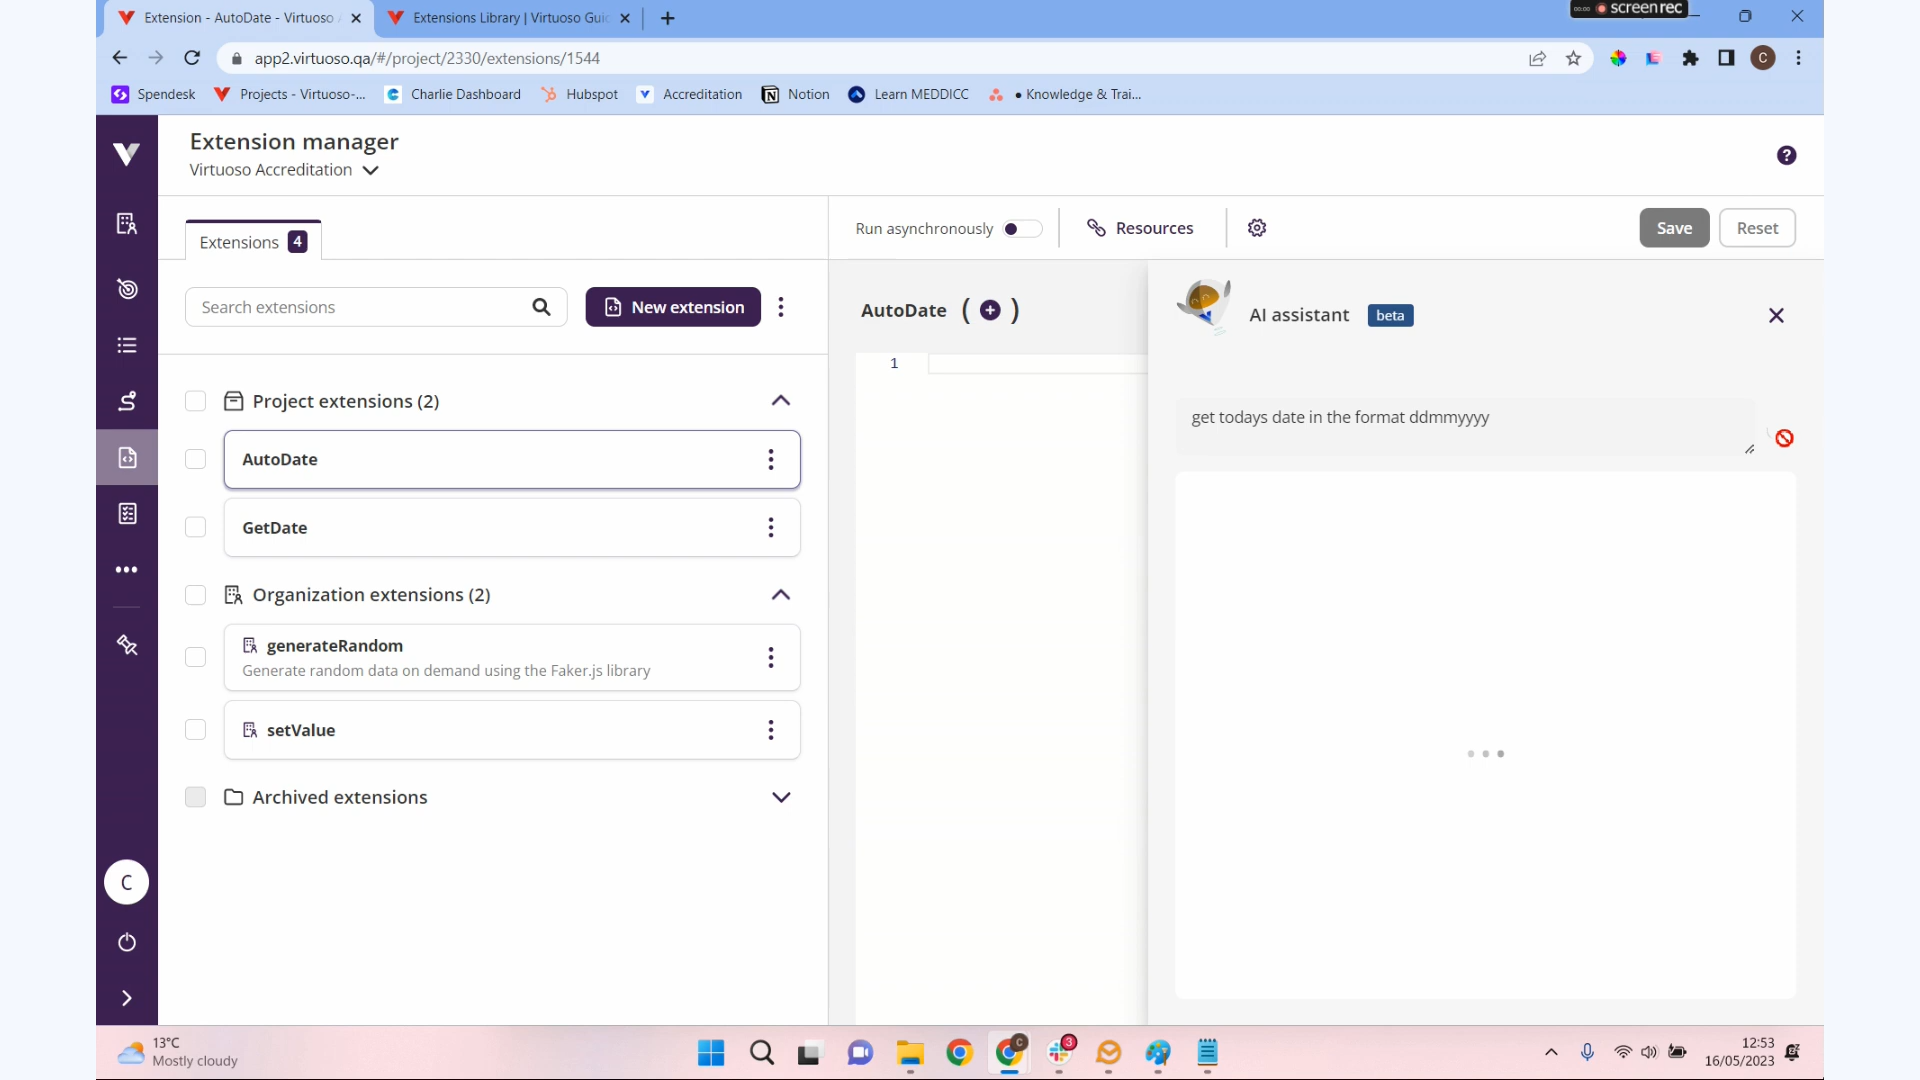 Extension - AutoDate - Virtuoso
Extensions Library | Virtuoso Gui
00:00 screenrec
app2.virtuoso.qa/#/project/2330/extensions/1544
C
Spendesk
Projects - Virtuoso-...
Charlie Dashboard
Hubspot
Accreditation
Notion
Learn MEDDICC
• Knowledge & Trai...
Extension manager
Virtuoso Accreditation
?
Extensions 4
Run asynchronously
Resources
Save
Reset
Search extensions
New extension
AutoDate ( + )
AI assistant beta
1
get todays date in the format ddmmyyyy
Project extensions (2)
AutoDate
GetDate
Organization extensions (2)
generateRandom
Generate random data on demand using the Faker.js library
setValue
Archived extensions
C
13°C
Mostly cloudy
C
3
12:53
16/05/2023